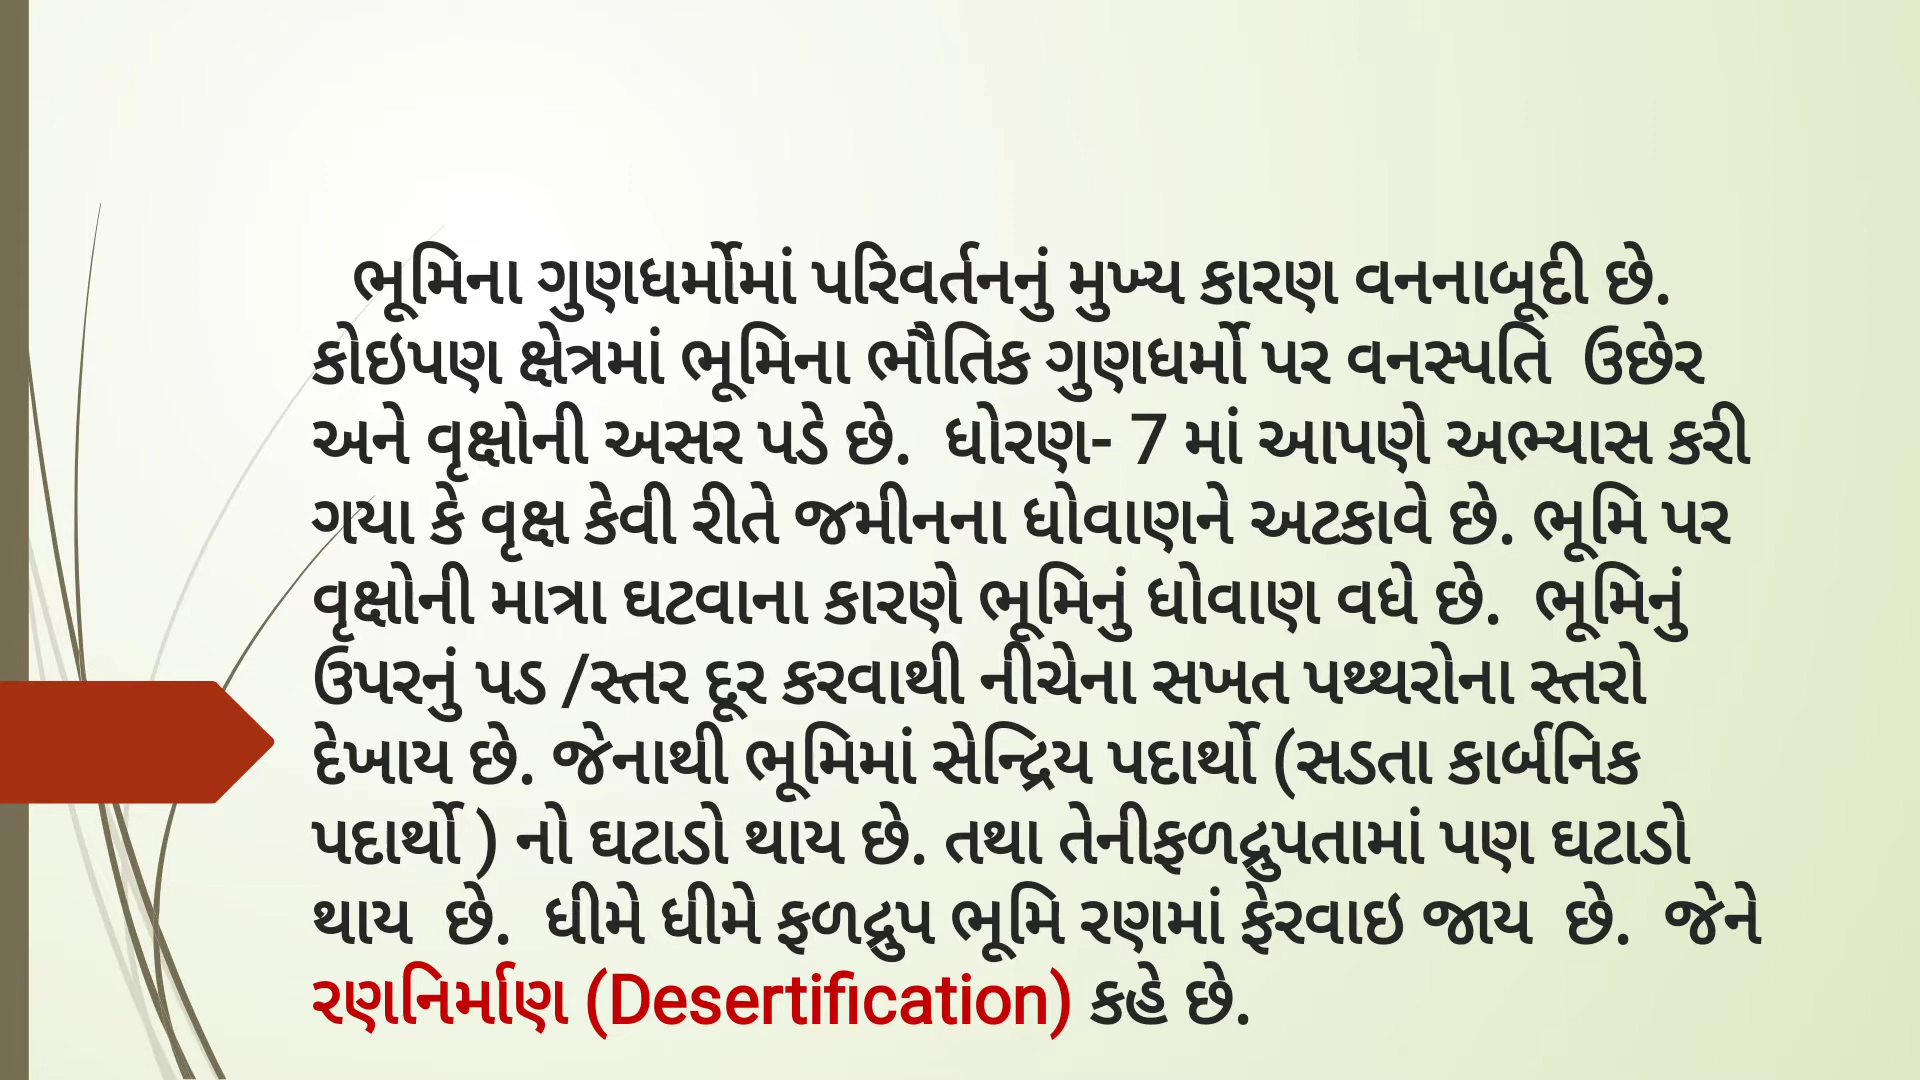 ભૂમિના ગુણધર્મોમાં પરિવર્તનનું મુખ્ય કારણ વનનાબૂદી છે.
કોઇપણ ક્ષેત્રમાં ભૂમિના ભૌતિક ગુણધર્મો પર વનસ્પતિ ઉછેર
અને વૃક્ષોની અસર પડે છે. ધોરણ- 7 માં આપણે અભ્યાસ કરી
ગયા કે વૃક્ષ કેવી રીતે જમીનના ધોવાણને અટકાવે છે. ભૂમિ પર
વૃક્ષોની માત્રા ઘટવાના કારણે ભૂમિનું ધોવાણ વધે છે. ભૂમિનું
ઉપરનું પડ /સ્તર દૂર કરવાથી નીચેના સખત પથ્થરોના સ્તરો
દેખાય છે. જેનાથી ભૂમિમાં સેન્દ્રિય પદાર્થો (સડતા કાર્બનિક
પદાર્થો ) નો ઘટાડો થાય છે. તથા તેનીફળદ્રુપતામાં પણ ઘટાડો
થાય છે. ધીમે ધીમે ફળદ્રુપ ભૂમિ રણમાં ફેરવાઇ જાય છે. જેને
રણનિર્માણ (Desertification) કહે છે.